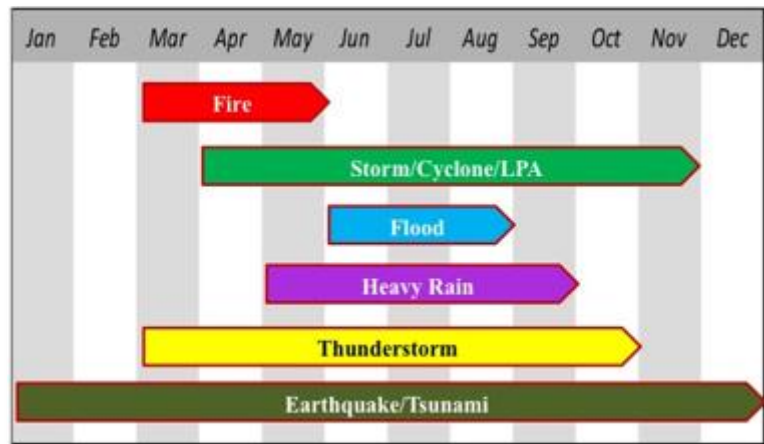 Jan Feb Mar Apr May Jun Jul Aug Sep Oct Nov Dec
Fire
Storm/Cyclone/LPA
Flood
Heavy Rain
Thunderstorm
Earthquake/Tsunami